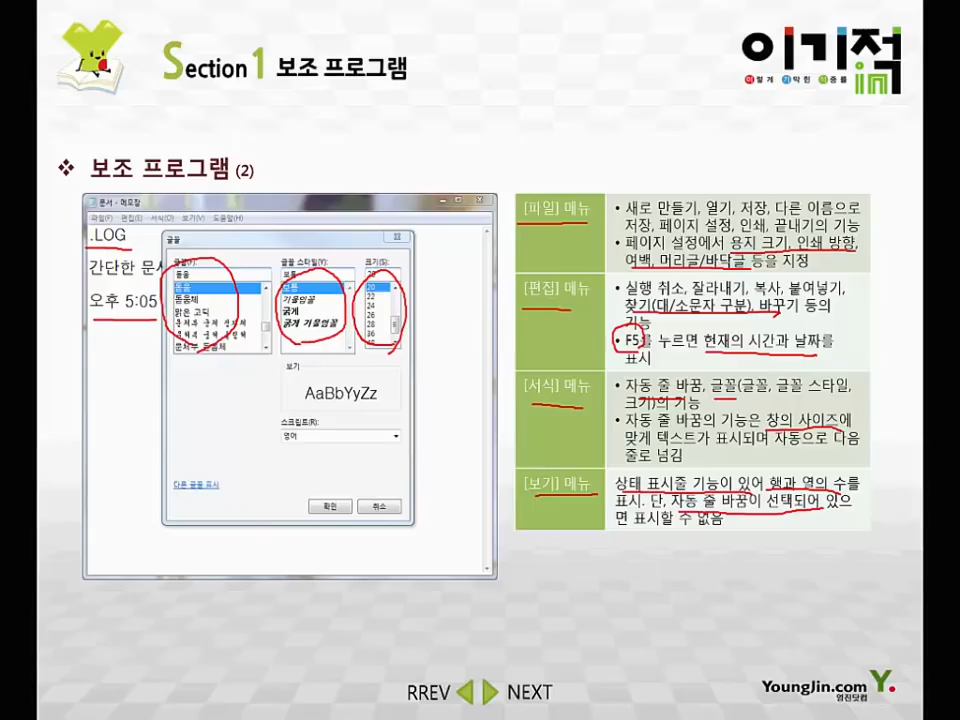 Section 1 보조 프로그램
이기적in
이렇게 기막힌 적중률
❖ 보조 프로그램 (2)
문서 - 메모장
파일(F) 편집(E) 서식(O) 보기(V) 도움말(H)
.LOG
간단한 문서
오후 5:05
글꼴
글꼴(F): 글꼴 스타일(Y): 크기(S):
돋움 보통 20
돋움 보통 20
돋움체 기울임꼴 22
맑은 고딕 굵게 24
굵게 기울임꼴 26
28
36
보기
AaBbYyZz
스크립트(R):
영어
다른 글꼴 표시
확인 취소
[파일] 메뉴
• 새로 만들기, 열기, 저장, 다른 이름으로
저장, 페이지 설정, 인쇄, 끝내기의 기능
• 페이지 설정에서 용지 크기, 인쇄 방향,
여백, 머리글/바닥글 등을 지정
[편집] 메뉴
• 실행 취소, 잘라내기, 복사, 붙여넣기,
찾기(대/소문자 구분), 바꾸기 등의
기능
• F5를 누르면 현재의 시간과 날짜를
표시
[서식] 메뉴
• 자동 줄 바꿈, 글꼴(글꼴, 글꼴 스타일,
크기)의 기능
• 자동 줄 바꿈의 기능은 창의 사이즈에
맞게 텍스트가 표시되며 자동으로 다음
줄로 넘김
[보기] 메뉴
상태 표시줄 기능이 있어 행과 열의 수를
표시. 단, 자동 줄 바꿈이 선택되어 있으
면 표시할 수 없음
RREV NEXT
YoungJin.com Y.
영진닷컴